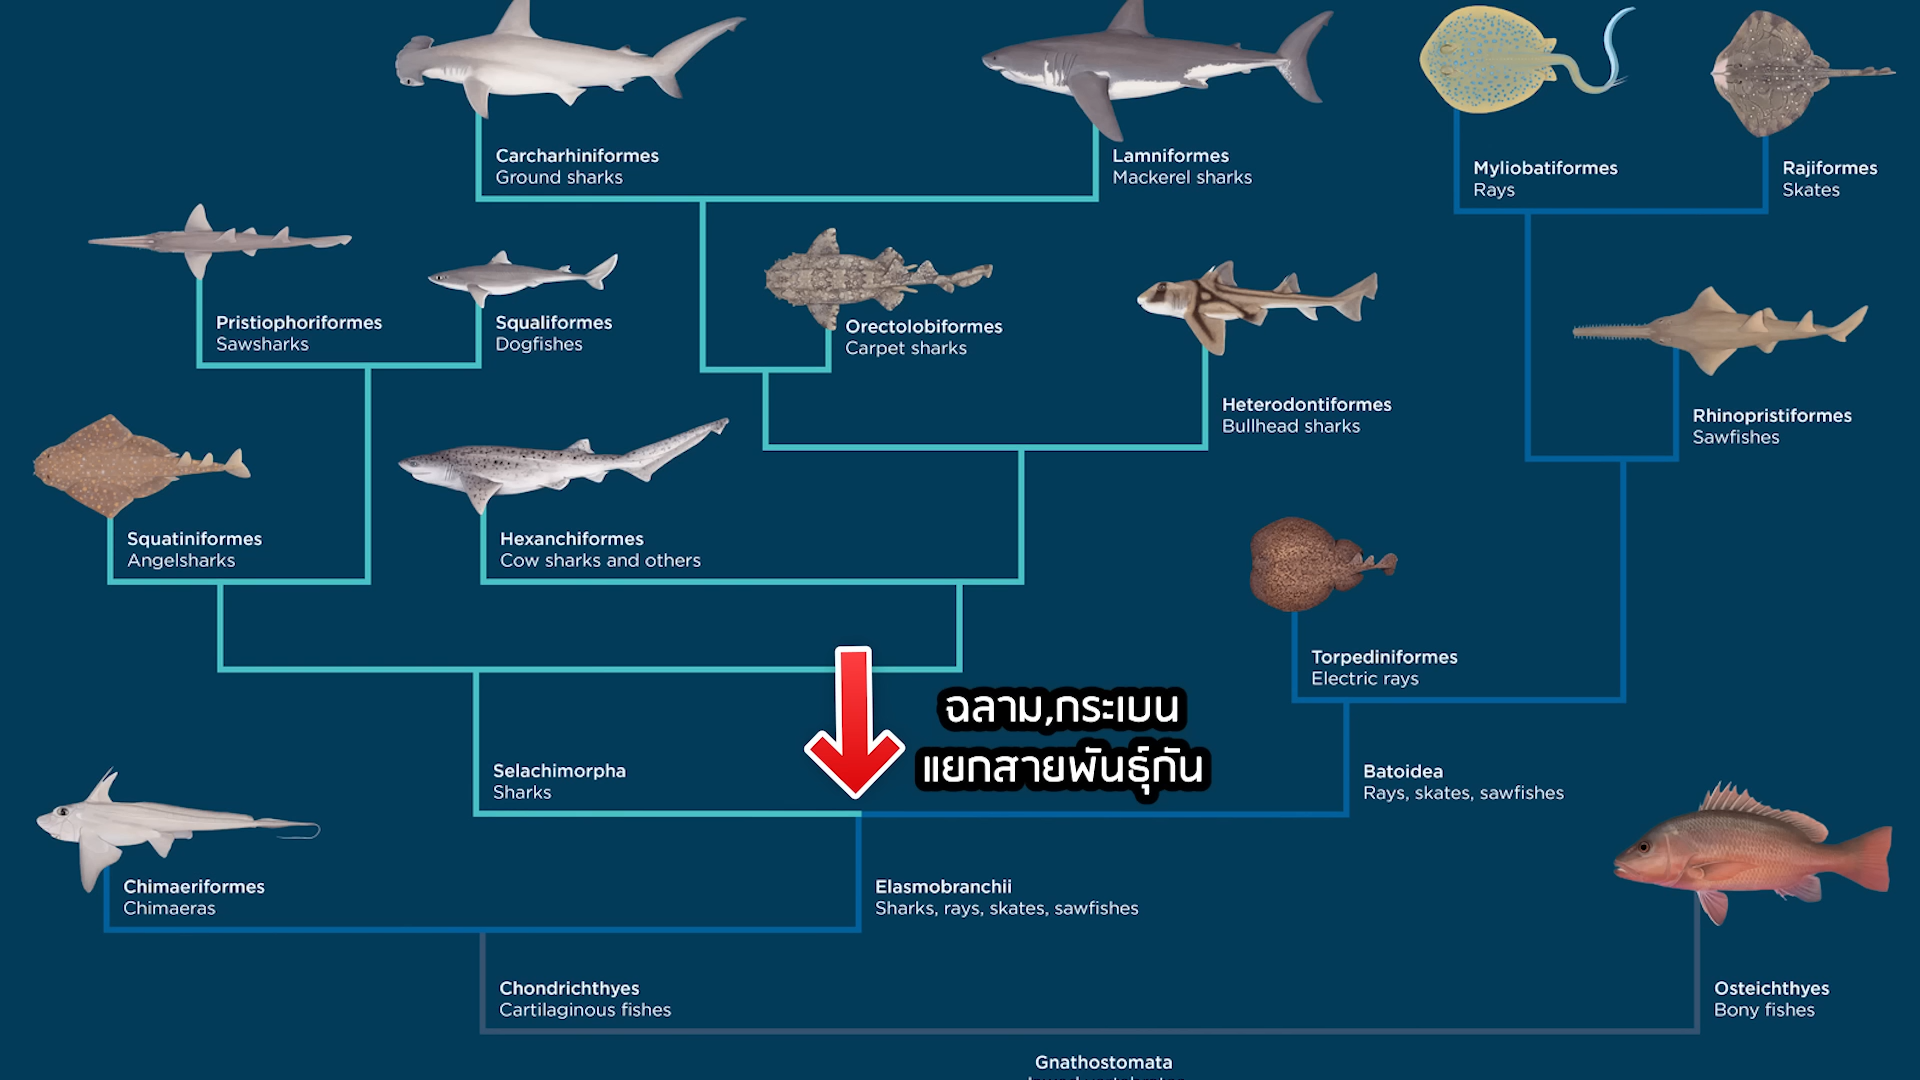 Carcharhiniformes
Ground sharks
Lamniformes
Mackerel sharks
Myliobatiformes
Rays
Rajiformes
Skates
Pristiophoriformes
Sawsharks
Squaliformes
Dogfishes
Orectolobiformes
Carpet sharks
Heterodontiformes
Bullhead sharks
Rhinopristiformes
Sawfishes
Squatiniformes
Angelsharks
Hexanchiformes
Cow sharks and others
Torpediniformes
Electric rays
ฉลาม,กระเบน
แยกสายพันธุ์กัน
Selachimorpha
Sharks
Batoidea
Rays, skates, sawfishes
Chimaeriformes
Chimaeras
Elasmobranchii
Sharks, rays, skates, sawfishes
Chondrichthyes
Cartilaginous fishes
Osteichthyes
Bony fishes
Gnathostomata